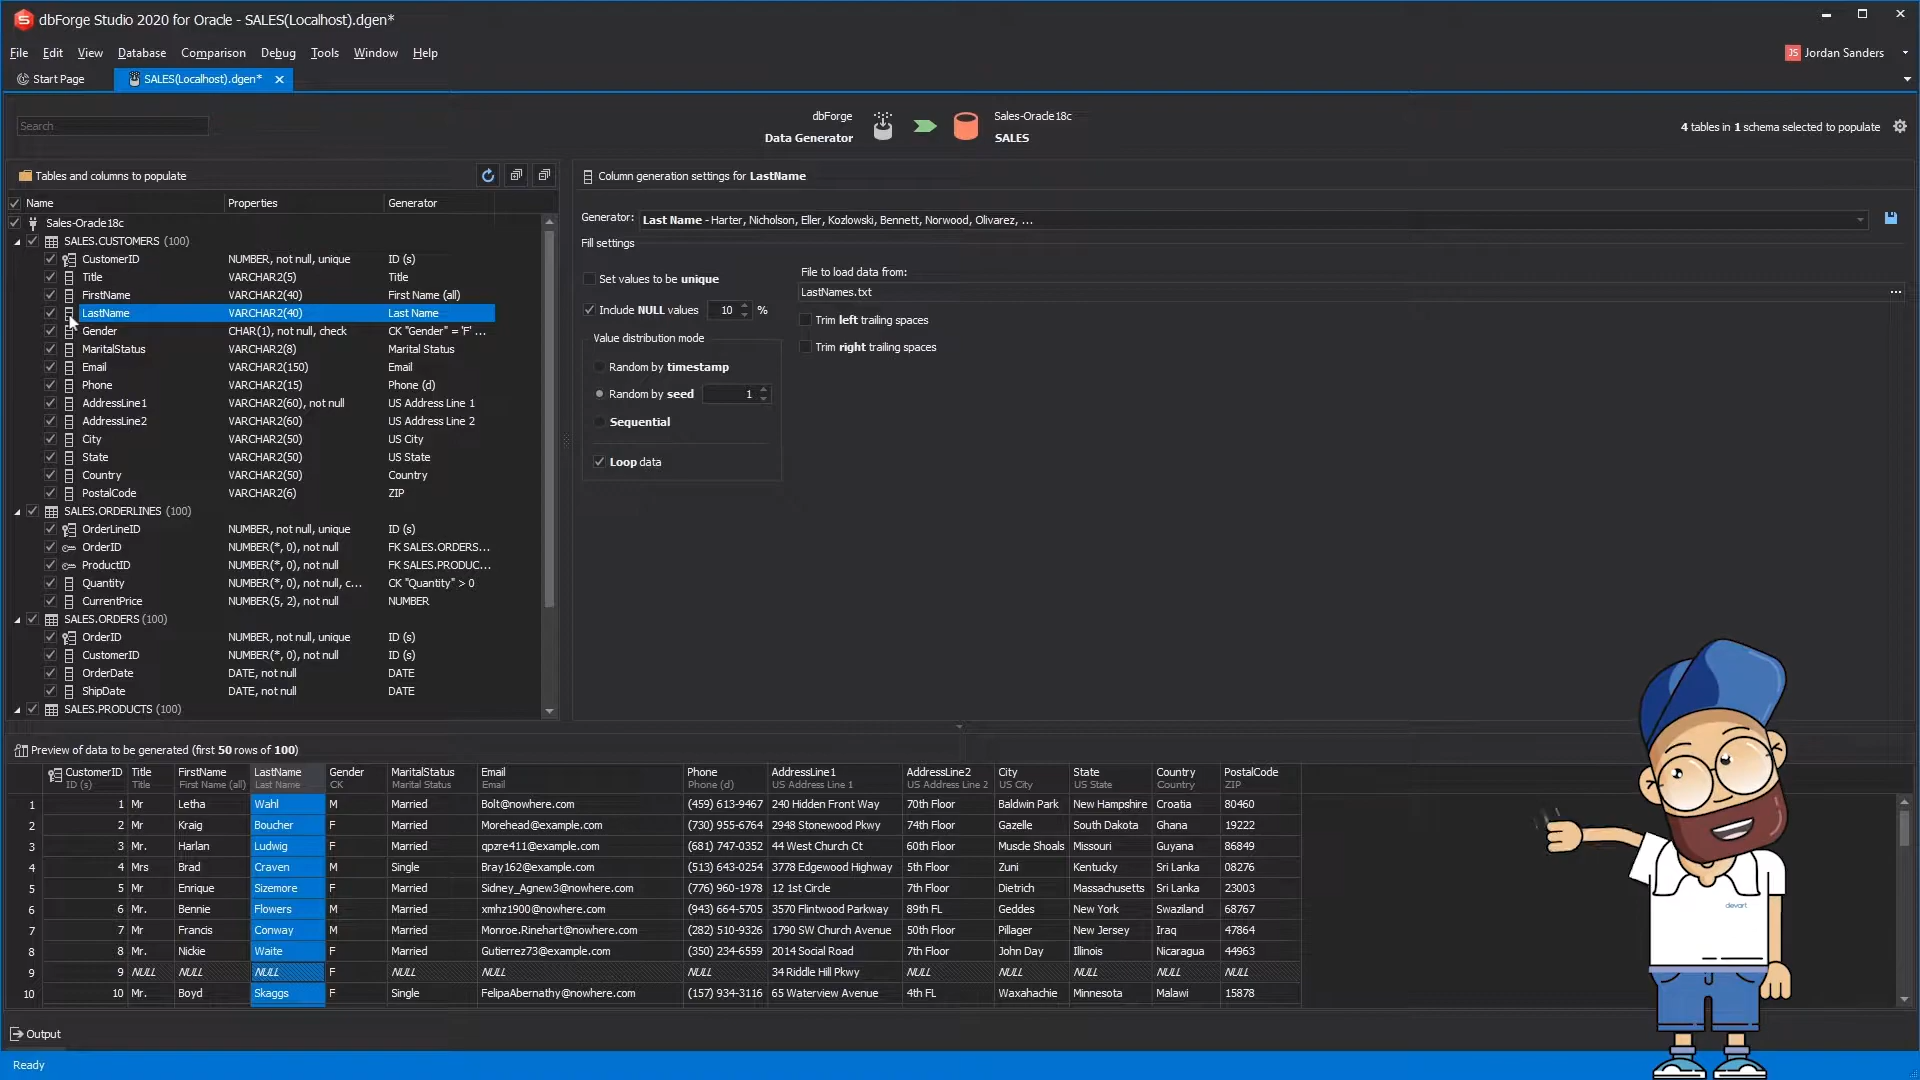 dbForge Studio 2020 for Oracle - SALES(Localhost).dgen*
File Edit View Database Comparison Debug Tools Window Help
JS Jordan Sanders
Start Page SALES(Localhost).dgen*
Search
dbForge
Data Generator
Sales-Oracle18c
SALES
4 tables in 1 schema selected to populate
Tables and columns to populate
Name Properties Generator
Sales-Oracle18c
SALES.CUSTOMERS (100)
CustomerID NUMBER, not null, unique ID (s)
Title VARCHAR2(5) Title
FirstName VARCHAR2(40) First Name (all)
LastName VARCHAR2(40) Last Name
Gender CHAR(1), not null, check CK "Gender" = 'F' ...
MaritalStatus VARCHAR2(8) Marital Status
Email VARCHAR2(150) Email
Phone VARCHAR2(15) Phone (d)
AddressLine1 VARCHAR2(60), not null US Address Line 1
AddressLine2 VARCHAR2(60) US Address Line 2
City VARCHAR2(50) US City
State VARCHAR2(50) US State
Country VARCHAR2(50) Country
PostalCode VARCHAR2(6) ZIP
SALES.ORDERLINES (100)
OrderLineID NUMBER, not null, unique ID (s)
OrderID NUMBER(*, 0), not null FK SALES.ORDERS...
ProductID NUMBER(*, 0), not null FK SALES.PRODUC...
Quantity NUMBER(*, 0), not null, c... CK "Quantity" > 0
CurrentPrice NUMBER(5, 2), not null NUMBER
SALES.ORDERS (100)
OrderID NUMBER, not null, unique ID (s)
CustomerID NUMBER(*, 0), not null ID (s)
OrderDate DATE, not null DATE
ShipDate DATE, not null DATE
SALES.PRODUCTS (100)
Column generation settings for LastName
Generator: Last Name - Harter, Nicholson, Eller, Kozlowski, Bennett, Norwood, Olivarez, ...
Fill settings
Set values to be unique
Include NULL values 10 %
Value distribution mode
Random by timestamp
Random by seed 1
Sequential
Loop data
File to load data from:
LastNames.txt ...
Trim left trailing spaces
Trim right trailing spaces
Preview of data to be generated (first 50 rows of 100)
CustomerID Title FirstName LastName Gender MaritalStatus Email Phone AddressLine1 AddressLine2 City State Country PostalCode
ID (s) Title First Name (all) Last Name CK Marital Status Email Phone (d) US Address Line 1 US Address Line 2 US City US State Country ZIP
1 1 Mr Letha Wahl M Married Bolt@nowhere.com (459) 613-9467 240 Hidden Front Way 70th Floor Baldwin Park New Hampshire Croatia 80460
2 2 Mr Kraig Boucher F Married Morehead@example.com (730) 955-6764 2948 Stonewood Pkwy 74th Floor Gazelle South Dakota Ghana 19222
3 3 Mr. Harlan Ludwig F Married qpzre411@example.com (681) 747-0352 44 West Church Ct 60th Floor Muscle Shoals Missouri Guyana 86849
4 4 Mrs Brad Craven M Single Bray162@example.com (513) 643-0254 3778 Edgewood Highway 5th Floor Zuni Kentucky Sri Lanka 08276
5 5 Mr Enrique Sizemore F Married Sidney_Agnew3@nowhere.com (776) 960-1978 12 1st Circle 7th Floor Dietrich Massachusetts Sri Lanka 23003
6 6 Mr. Bennie Flowers M Married xmhz1900@nowhere.com (943) 664-5705 3570 Flintwood Parkway 89th FL Geddes New York Swaziland 68767
7 7 Mr Francis Conway M Married Monroe.Rinehart@nowhere.com (282) 510-9326 1790 SW Church Avenue 50th Floor Pillager New Jersey Iraq 47864
8 8 Mr. Nickie Waite F Married Gutierrez73@example.com (350) 234-6559 2014 Social Road 7th Floor John Day Illinois Nicaragua 44963
9 9 NULL NULL NULL F NULL NULL NULL 34 Riddle Hill Pkwy NULL NULL NULL NULL NULL
10 10 Mr. Boyd Skaggs F Single FelipaAbernathy@nowhere.com (157) 934-3116 65 Waterview Avenue 4th FL Waxahachie Minnesota Malawi 15878
devart
Output
Ready